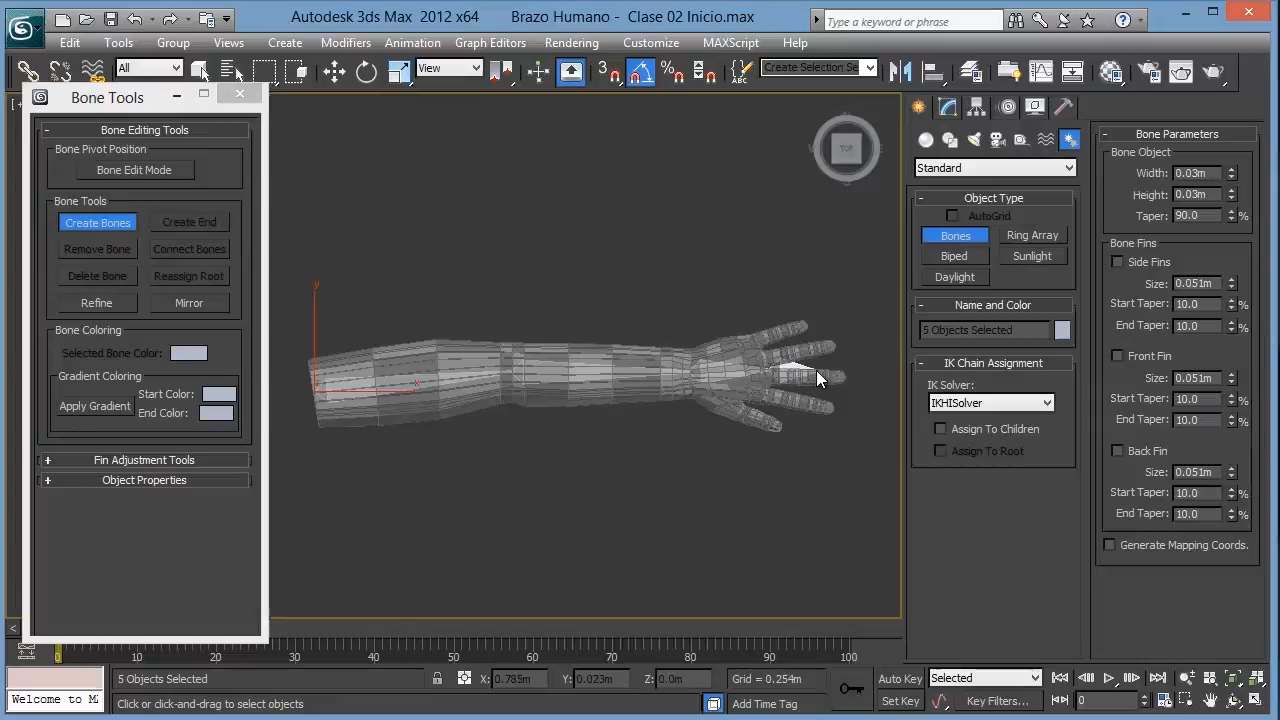 Autodesk 3ds Max 2012 x64 Brazo Humano - Clase 02 Inicio.max
Type a keyword or phrase
Edit Tools Group Views Create Modifiers Animation Graph Editors Rendering Customize MAXScript Help
All
View
3
Create Selection Se
Bone Tools
Bone Editing Tools
Bone Pivot Position
Bone Edit Mode
Bone Tools
Create Bones Create End
Remove Bone Connect Bones
Delete Bone Reassign Root
Refine Mirror
Bone Coloring
Selected Bone Color:
Gradient Coloring
Apply Gradient
Start Color:
End Color:
Fin Adjustment Tools
Object Properties
y
x
TOP
Standard
Object Type
AutoGrid
Bones Ring Array
Biped Sunlight
Daylight
Name and Color
5 Objects Selected
IK Chain Assignment
IK Solver:
IKHISolver
Assign To Children
Assign To Root
Bone Parameters
Bone Object
Width: 0.03m
Height: 0.03m
Taper: 90.0 %
Bone Fins
Side Fins
Size: 0.051m
Start Taper: 10.0 %
End Taper: 10.0 %
Front Fin
Size: 0.051m
Start Taper: 10.0 %
End Taper: 10.0 %
Back Fin
Size: 0.051m
Start Taper: 10.0 %
End Taper: 10.0 %
Generate Mapping Coords.
0 10 20 30 40 50 60 70 80 90 100
5 Objects Selected X: 0.785m Y: 0.023m Z: 0.0m Grid = 0.254m Auto Key Selected
Welcome to M Click or click-and-drag to select objects Add Time Tag Set Key Key Filters... 0